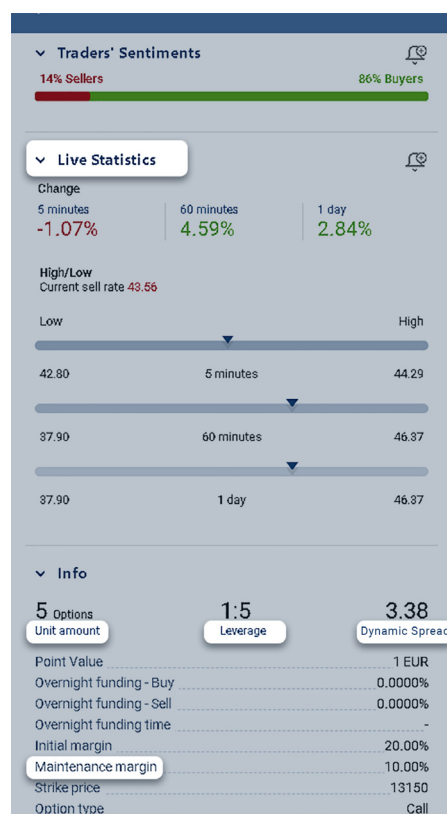 Traders' Sentiments
14% Sellers 86% Buyers
Live Statistics
Change
5 minutes 60 minutes 1 day
-1.07% 4.59% 2.84%
High/Low
Current sell rate 43.56
Low High
42.80 5 minutes 44.29
37.90 60 minutes 46.37
37.90 1 day 46.37
Info
5 Options 1:5 3.38
Unit amount Leverage Dynamic Spread
Point Value 1 EUR
Overnight funding - Buy 0.0000%
Overnight funding - Sell 0.0000%
Overnight funding time -
Initial margin 20.00%
Maintenance margin 10.00%
Strike price 13150
Option type Call